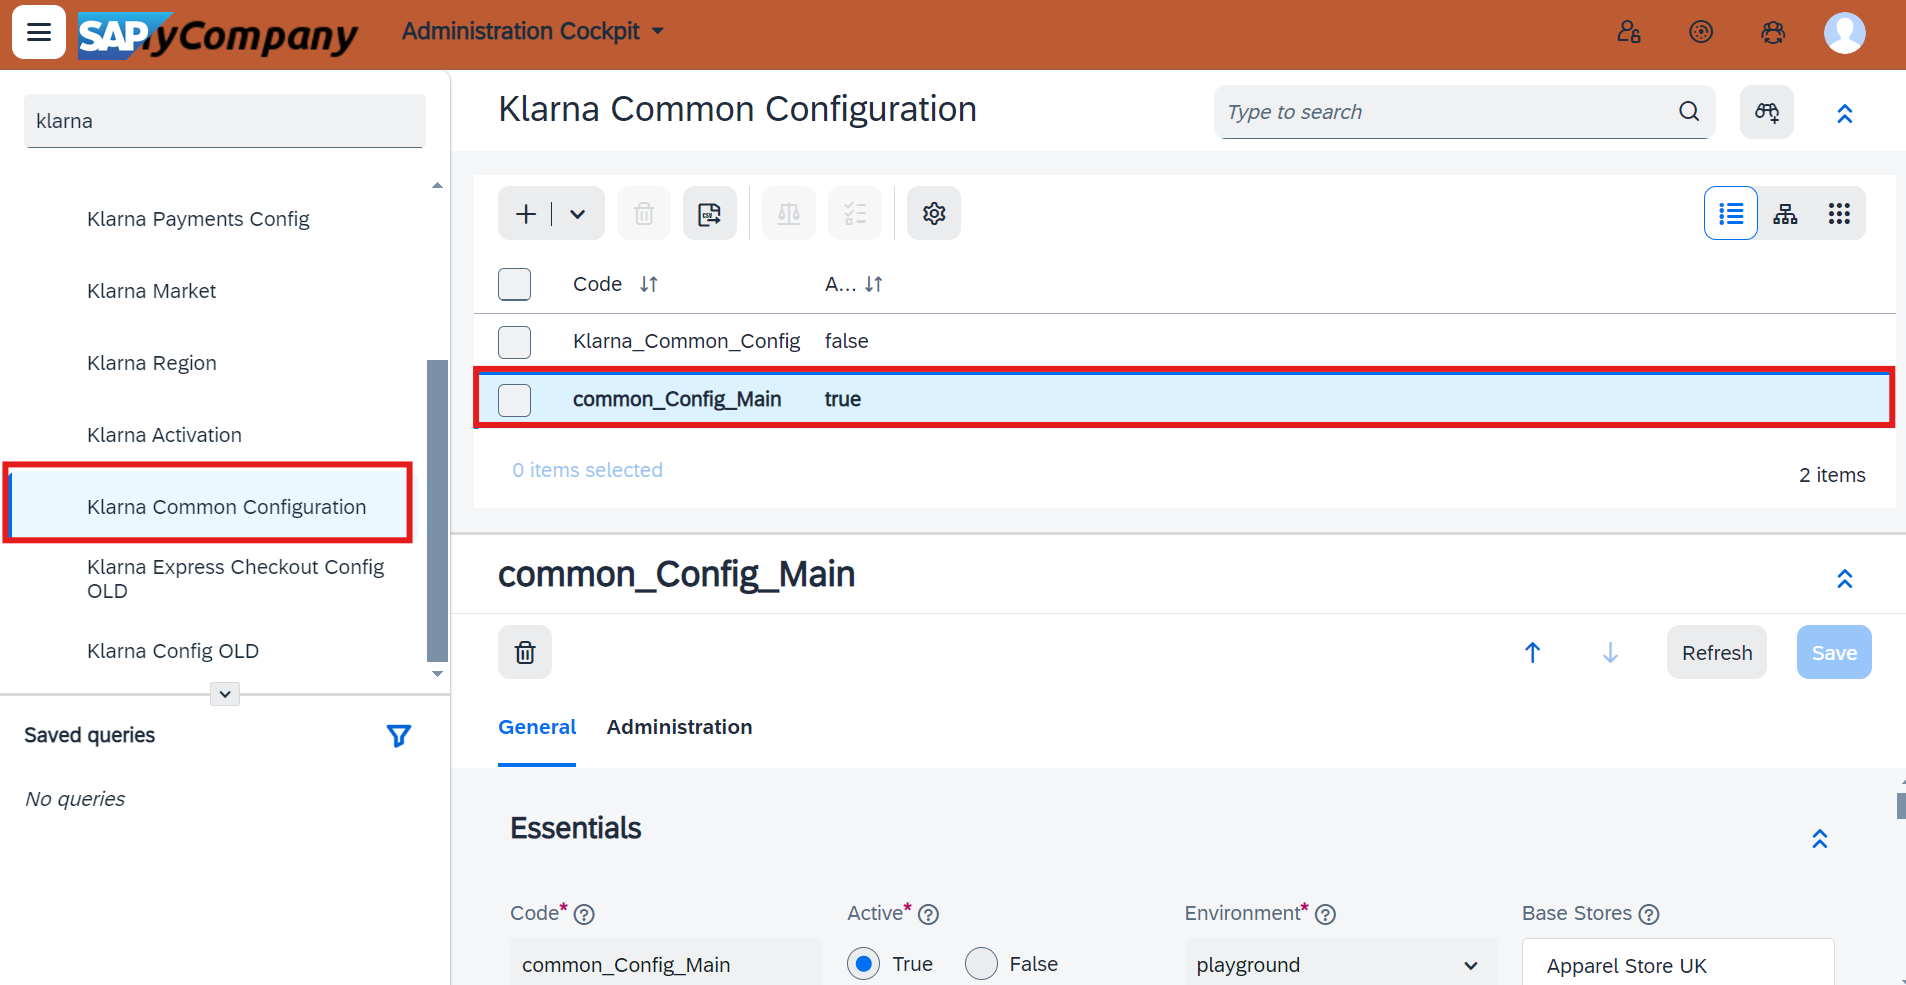 SAP yCompany
Administration Cockpit
klarna
Klarna Payments Config
Klarna Market
Klarna Region
Klarna Activation
Klarna Common Configuration
Klarna Express Checkout Config
OLD
Klarna Config OLD
Saved queries
No queries
Klarna Common Configuration
Type to search
CSV
Code A...
Klarna_Common_Config false
common_Config_Main true
0 items selected
2 items
common_Config_Main
Refresh
Save
General Administration
Essentials
Code* Active* Environment* Base Stores
common_Config_Main True False playground Apparel Store UK